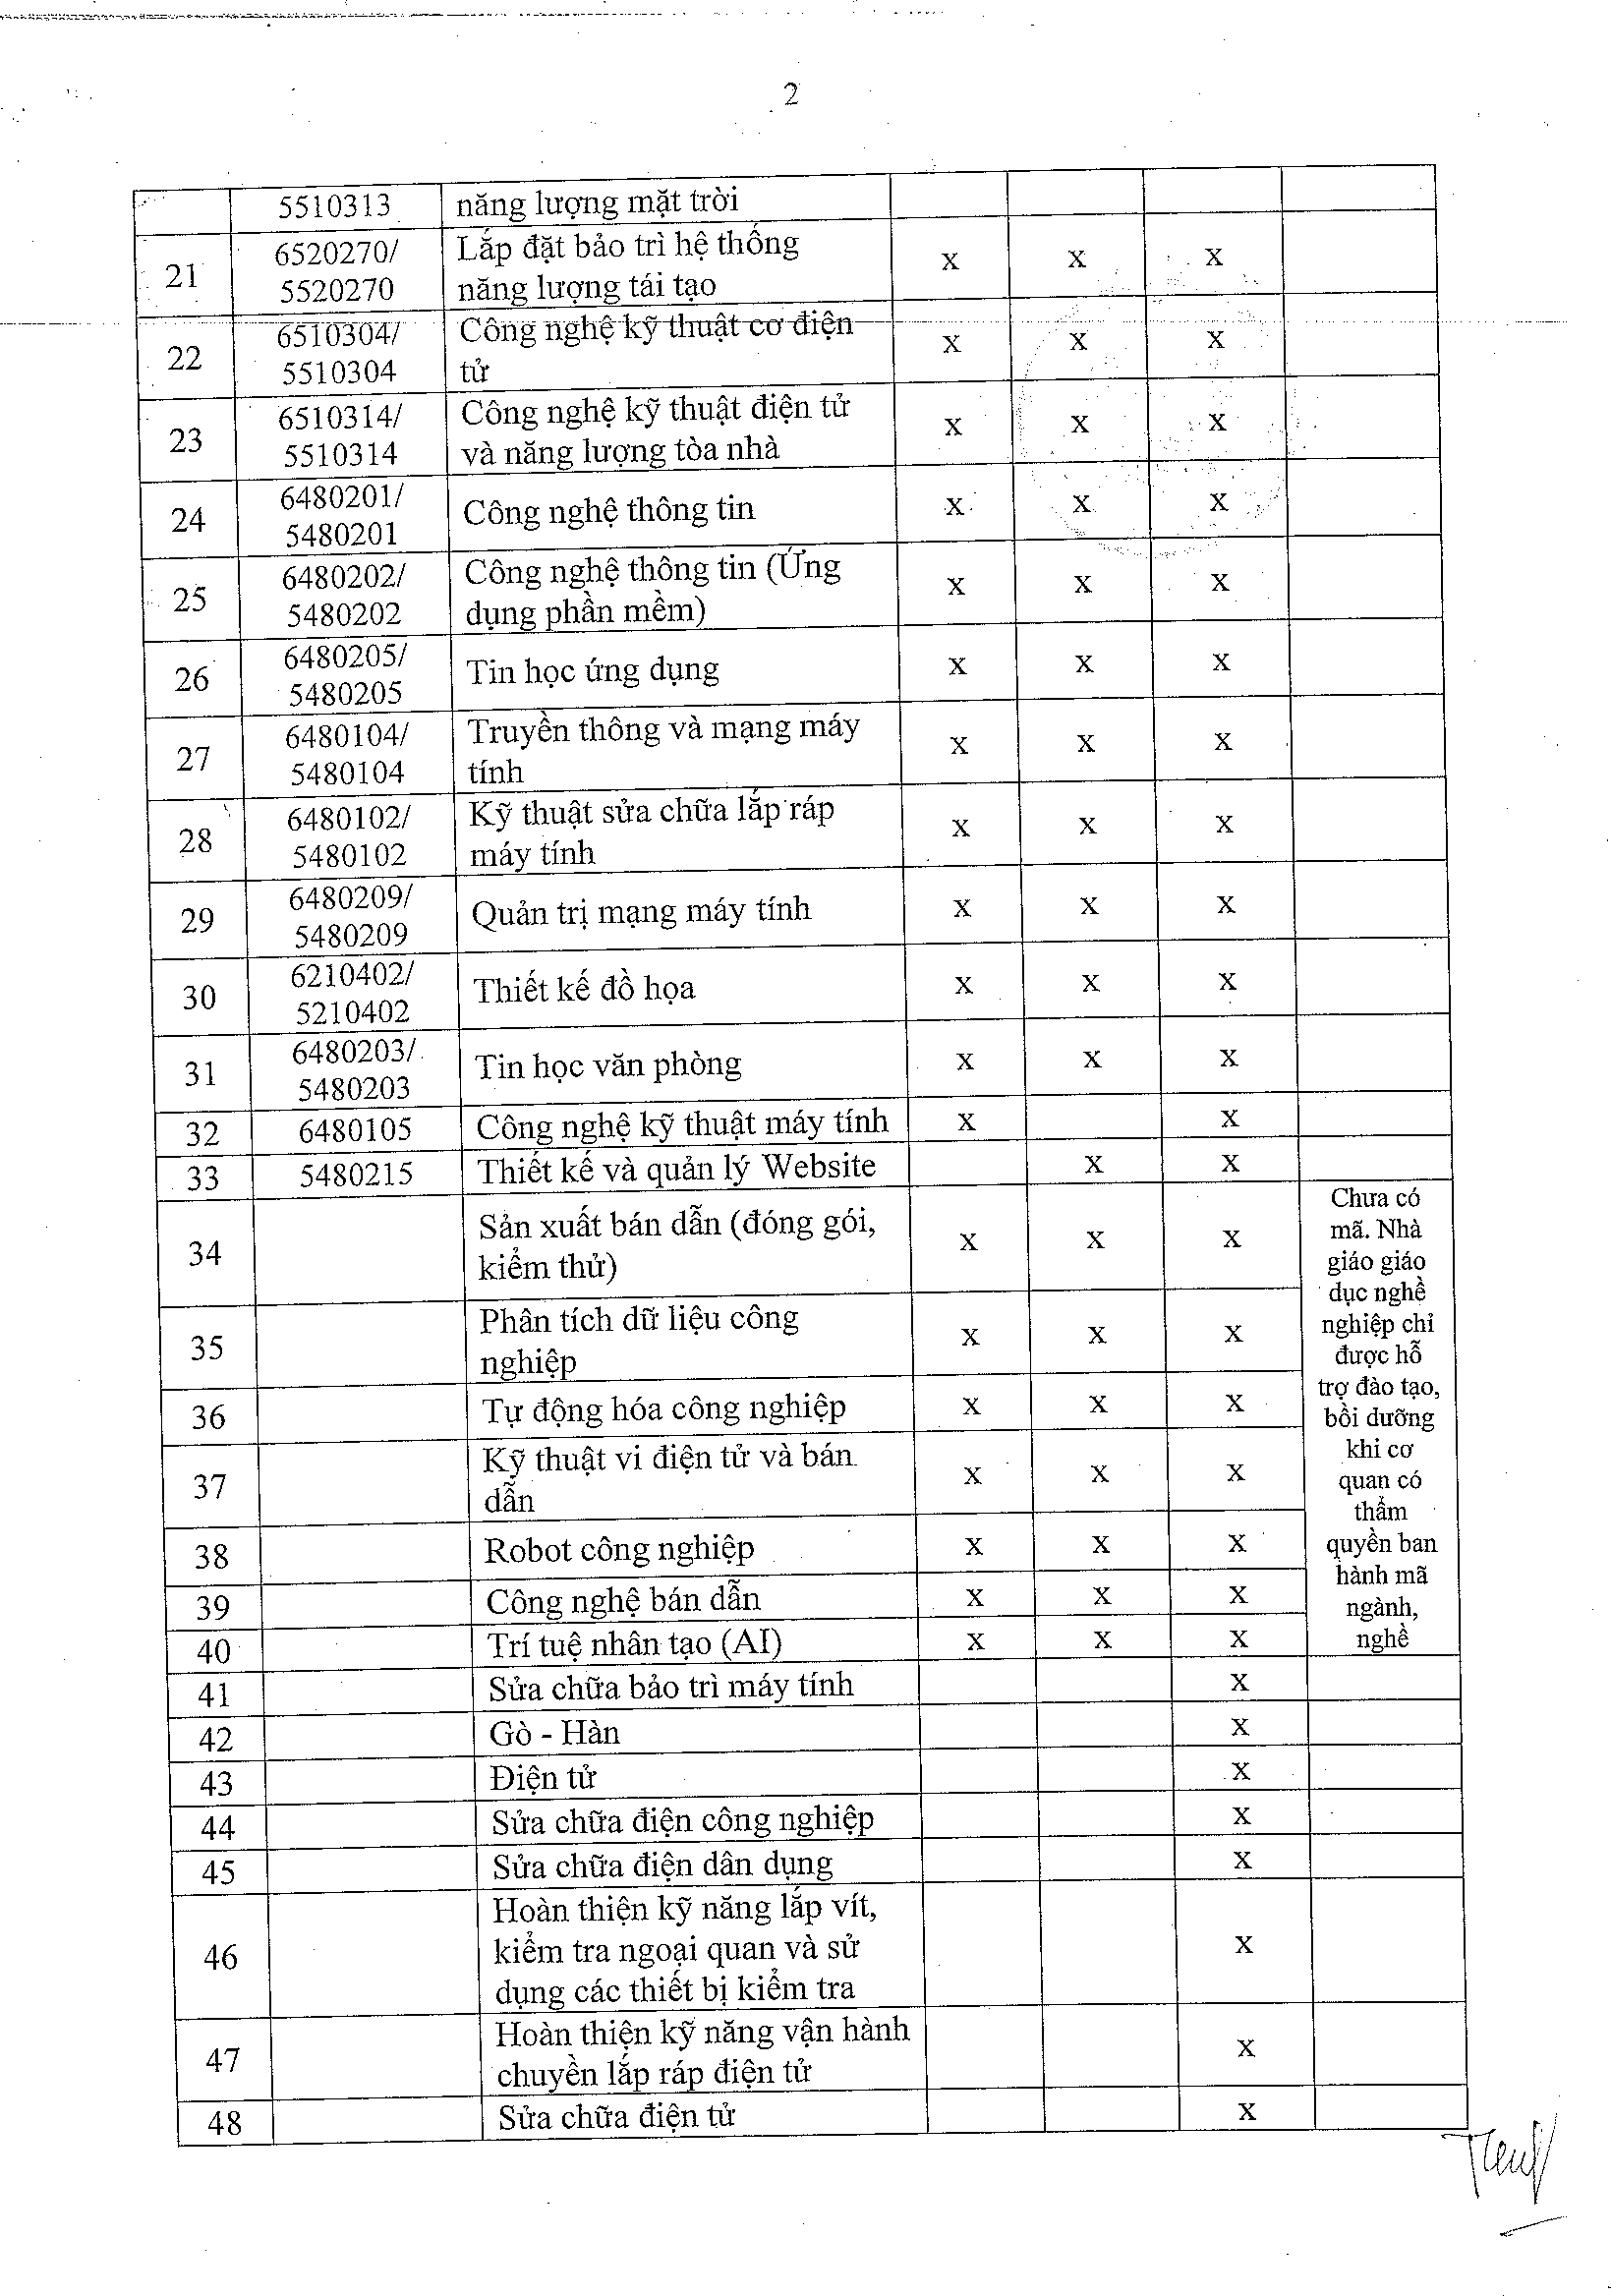 2
5510313 năng lượng mặt trời
21 6520270/ 5520270 Lắp đặt bảo trì hệ thống năng lượng tái tạo x x x
22 6510304/ 5510304 Công nghệ kỹ thuật cơ điện tử x x x
23 6510314/ 5510314 Công nghệ kỹ thuật điện tử và năng lượng tòa nhà x x x
24 6480201/ 5480201 Công nghệ thông tin x x x
25 6480202/ 5480202 Công nghệ thông tin (Ứng dụng phần mềm) x x x
26 6480205/ 5480205 Tin học ứng dụng x x x
27 6480104/ 5480104 Truyền thông và mạng máy tính x x x
28 6480102/ 5480102 Kỹ thuật sửa chữa lắp ráp máy tính x x x
29 6480209/ 5480209 Quản trị mạng máy tính x x x
30 6210402/ 5210402 Thiết kế đồ họa x x x
31 6480203/ 5480203 Tin học văn phòng x x x
32 6480105 Công nghệ kỹ thuật máy tính x x
33 5480215 Thiết kế và quản lý Website x x
34 Sản xuất bán dẫn (đóng gói, kiểm thử) x x x
35 Phân tích dữ liệu công nghiệp x x x
36 Tự động hóa công nghiệp x x x
37 Kỹ thuật vi điện tử và bán dẫn x x x
38 Robot công nghiệp x x x
39 Công nghệ bán dẫn x x x
40 Trí tuệ nhân tạo (AI) x x x
Chưa có
mã. Nhà
giáo giáo
dục nghề
nghiệp chỉ
được hỗ
trợ đào tạo,
bồi dưỡng
khi cơ
quan có
thẩm
quyền ban
hành mã
ngành,
nghề
41 Sửa chữa bảo trì máy tính x
42 Gò - Hàn x
43 Điện tử x
44 Sửa chữa điện công nghiệp x
45 Sửa chữa điện dân dụng x
46 Hoàn thiện kỹ năng lắp vít, kiểm tra ngoại quan và sử dụng các thiết bị kiểm tra x
47 Hoàn thiện kỹ năng vận hành chuyền lắp ráp điện tử x
48 Sửa chữa điện tử x